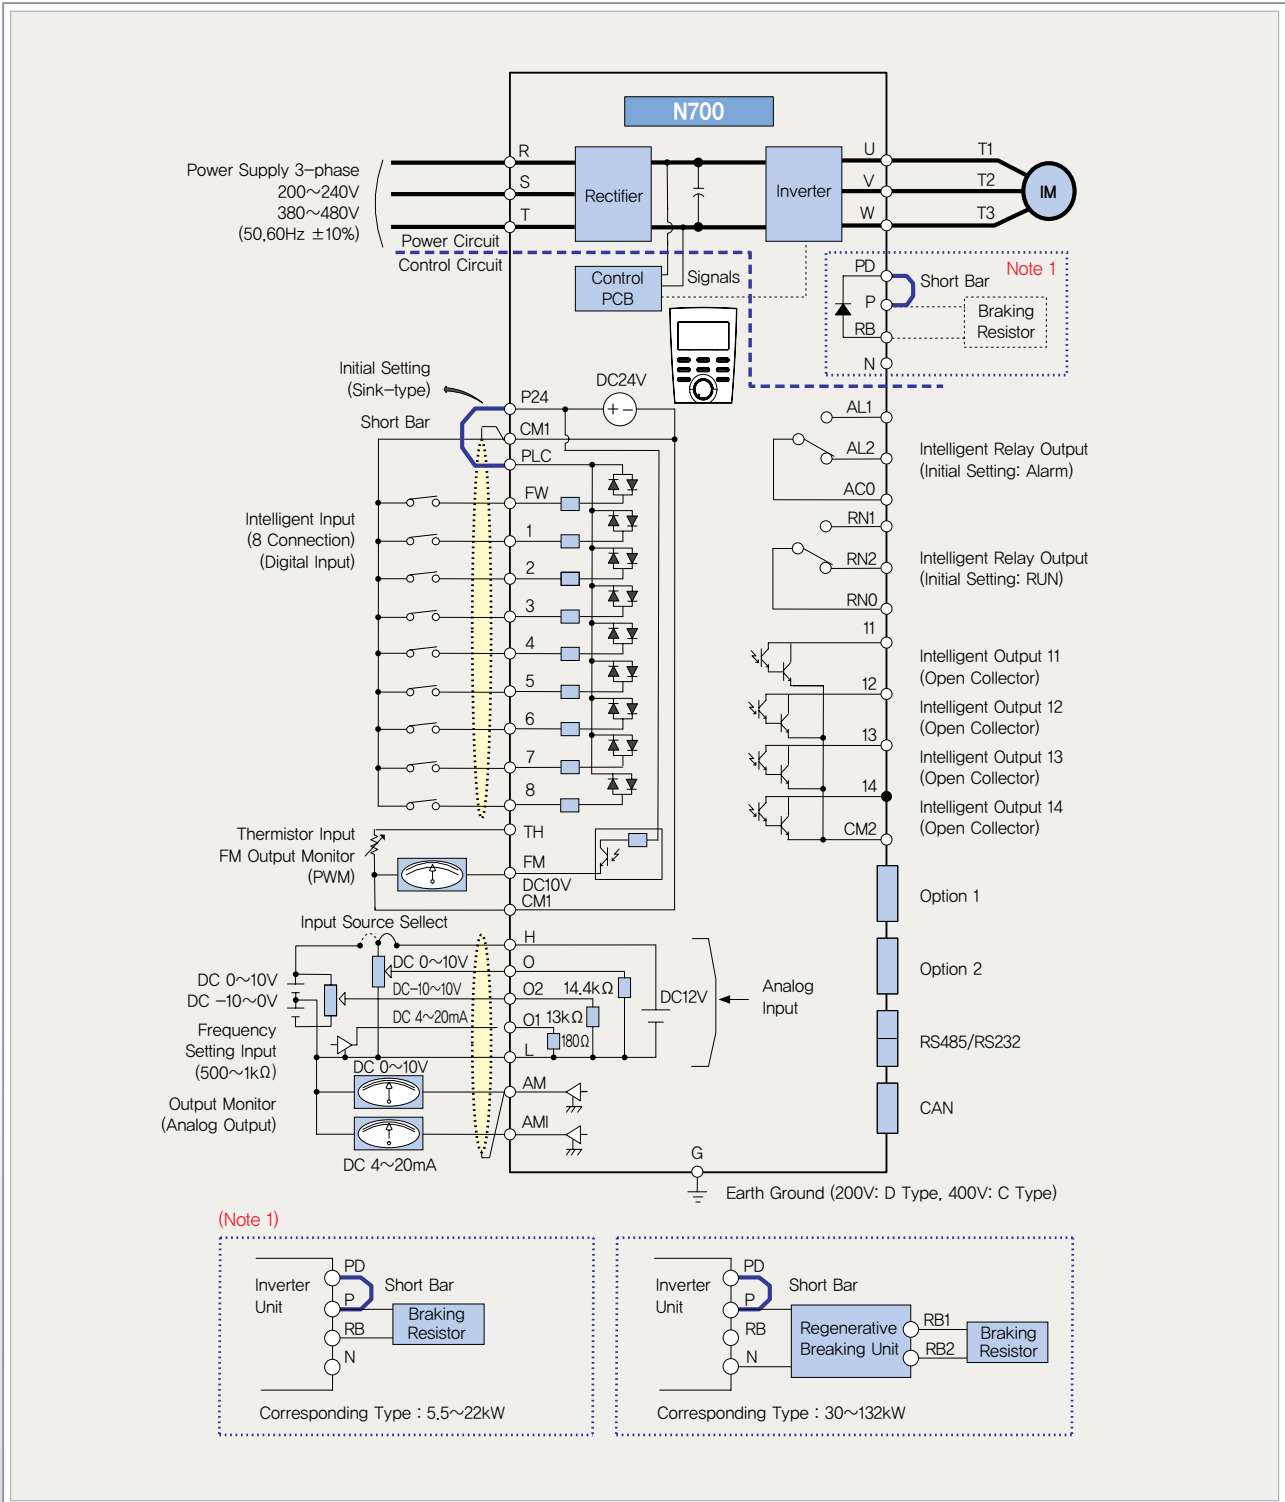 N700
Power Supply 3-phase
200~240V
380~480V
(50,60Hz ±10%)
R
S
T
Rectifier
Inverter
U
V
W
T1
T2
T3
IM
Power Circuit
Control Circuit
Control
PCB
Signals
Note 1
PD
P
RB
N
Short Bar
Braking
Resistor
Initial Setting
(Sink-type)
Short Bar
P24
DC24V
CM1
PLC
FW
1
2
3
4
5
6
7
8
Intelligent Input
(8 Connection)
(Digital Input)
AL1
AL2
AC0
Intelligent Relay Output
(Initial Setting: Alarm)
RN1
RN2
RN0
Intelligent Relay Output
(Initial Setting: RUN)
11
Intelligent Output 11
(Open Collector)
12
Intelligent Output 12
(Open Collector)
13
Intelligent Output 13
(Open Collector)
14
Intelligent Output 14
(Open Collector)
CM2
Thermistor Input
FM Output Monitor
(PWM)
TH
FM
DC10V
CM1
Input Source Sellect
H
O
O2
O1
L
DC 0~10V
DC-10~10V
DC 4~20mA
DC 0~10V
DC -10~0V
Frequency
Setting Input
(500~1kΩ)
14.4kΩ
13kΩ
180Ω
DC12V
Analog
Input
DC 0~10V
AM
AMI
Output Monitor
(Analog Output)
DC 4~20mA
Option 1
Option 2
RS485/RS232
CAN
G
Earth Ground (200V: D Type, 400V: C Type)
(Note 1)
Inverter
Unit
PD
P
RB
N
Short Bar
Braking
Resistor
Corresponding Type : 5.5~22kW
Inverter
Unit
PD
P
RB
N
Short Bar
Regenerative
Breaking Unit
RB1
RB2
Braking
Resistor
Corresponding Type : 30~132kW